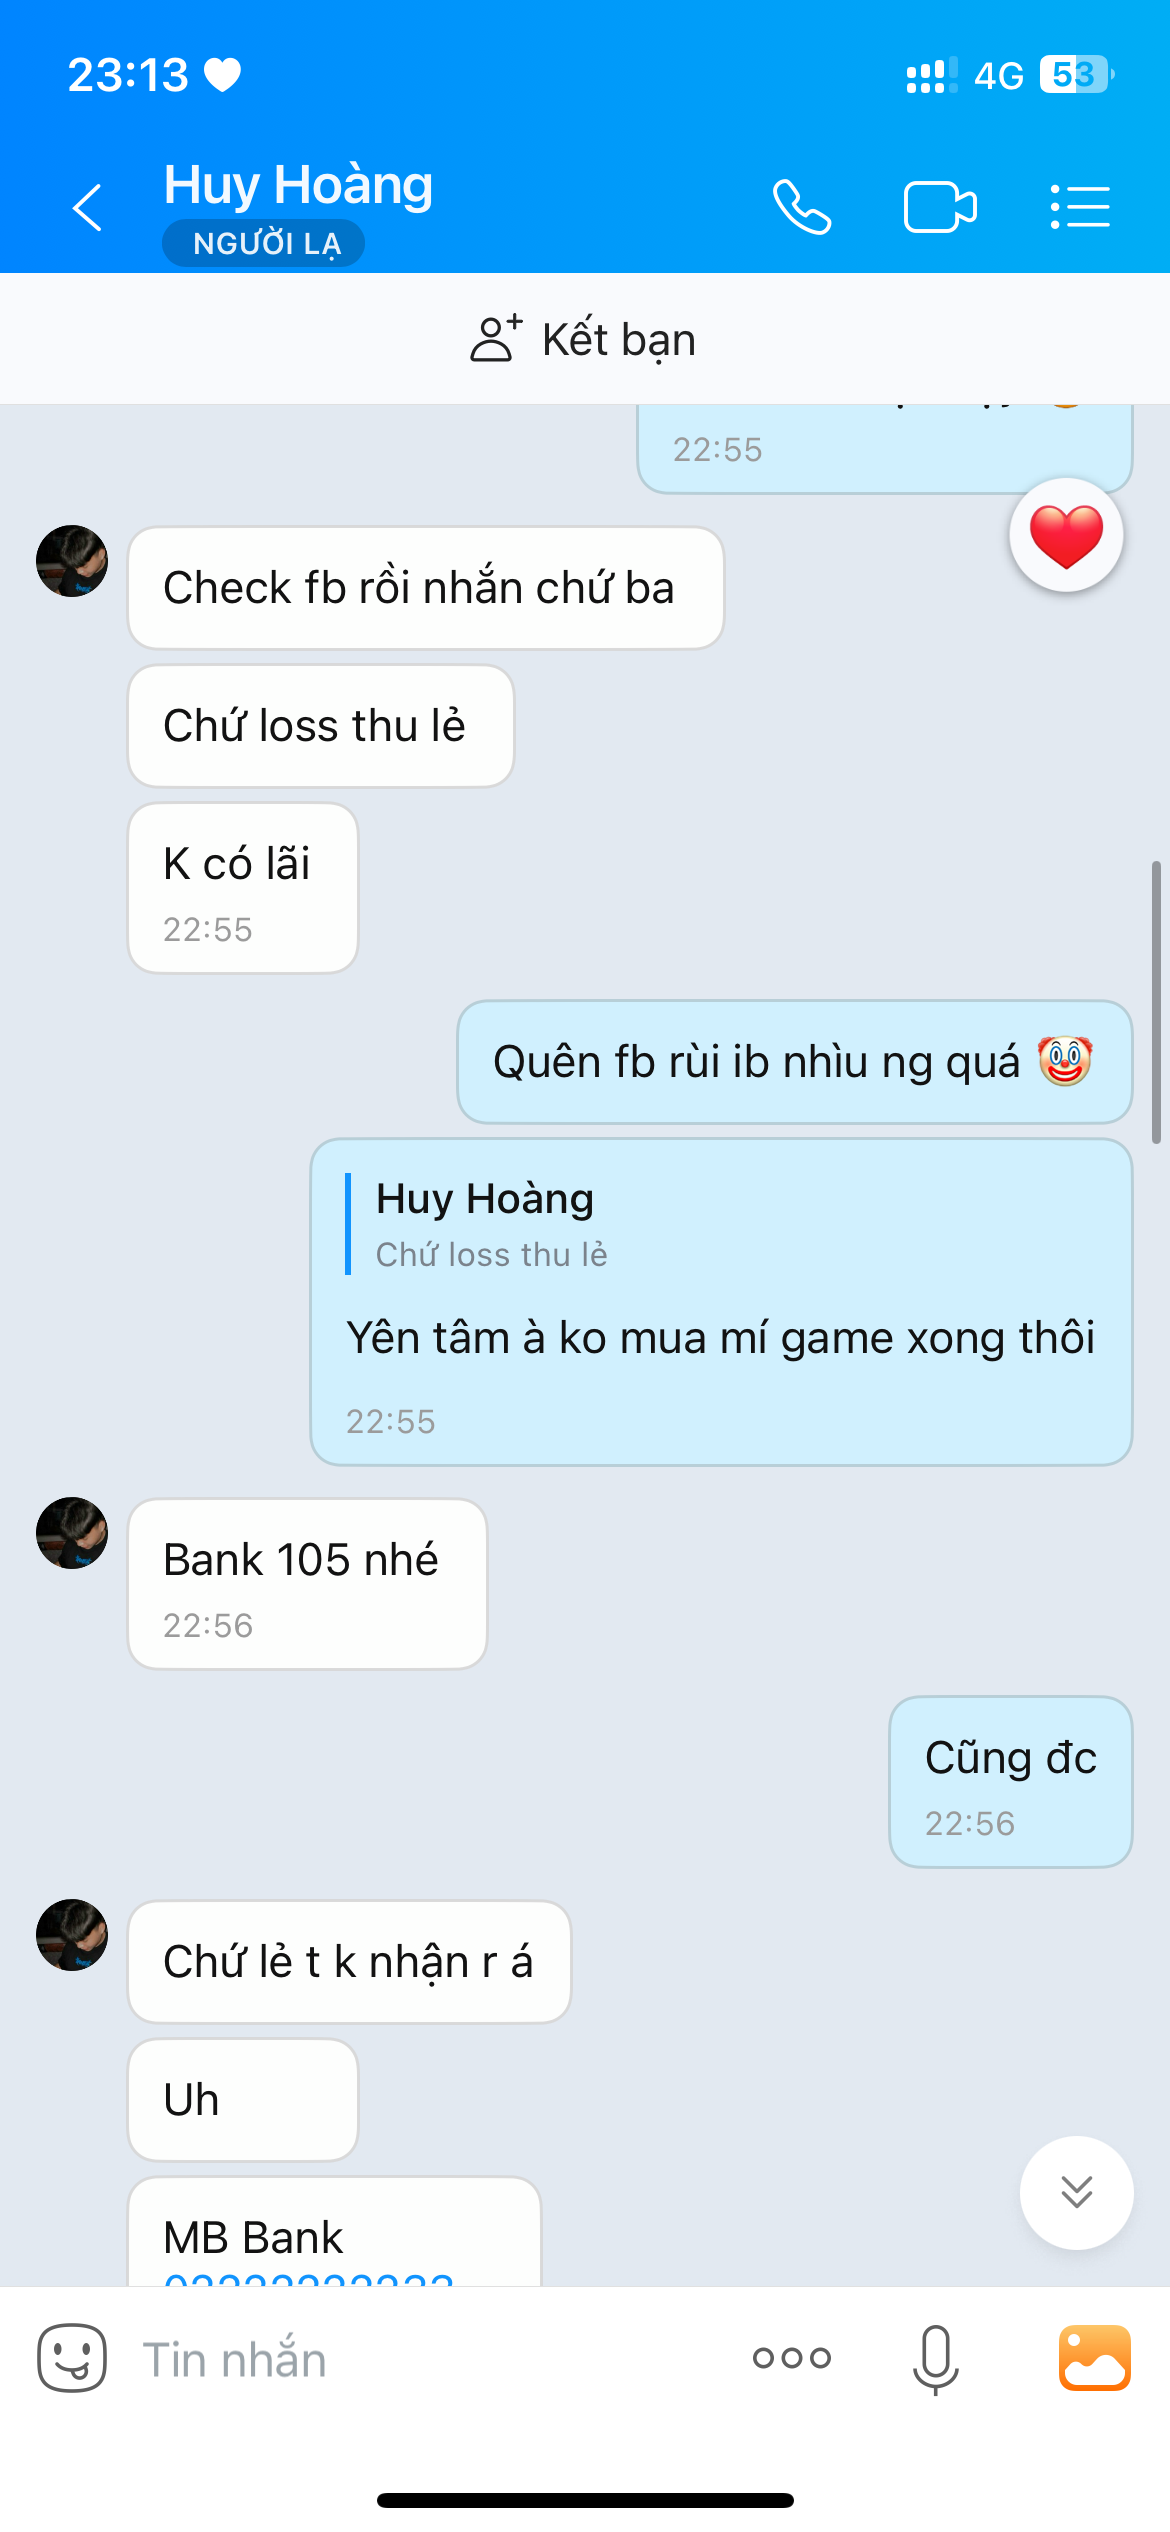 23:13
4G 53
Huy Hoàng
NGƯỜI LẠ
Kết bạn
22:55
Check fb rồi nhắn chứ ba
Chứ loss thu lẻ
K có lãi
22:55
Quên fb rùi ib nhìu ng quá 🤡
Huy Hoàng
Chứ loss thu lẻ
Yên tâm à ko mua mí game xong thôi
22:55
Bank 105 nhé
22:56
Cũng đc
22:56
Chứ lẻ t k nhận r á
Uh
MB Bank
Tin nhắn